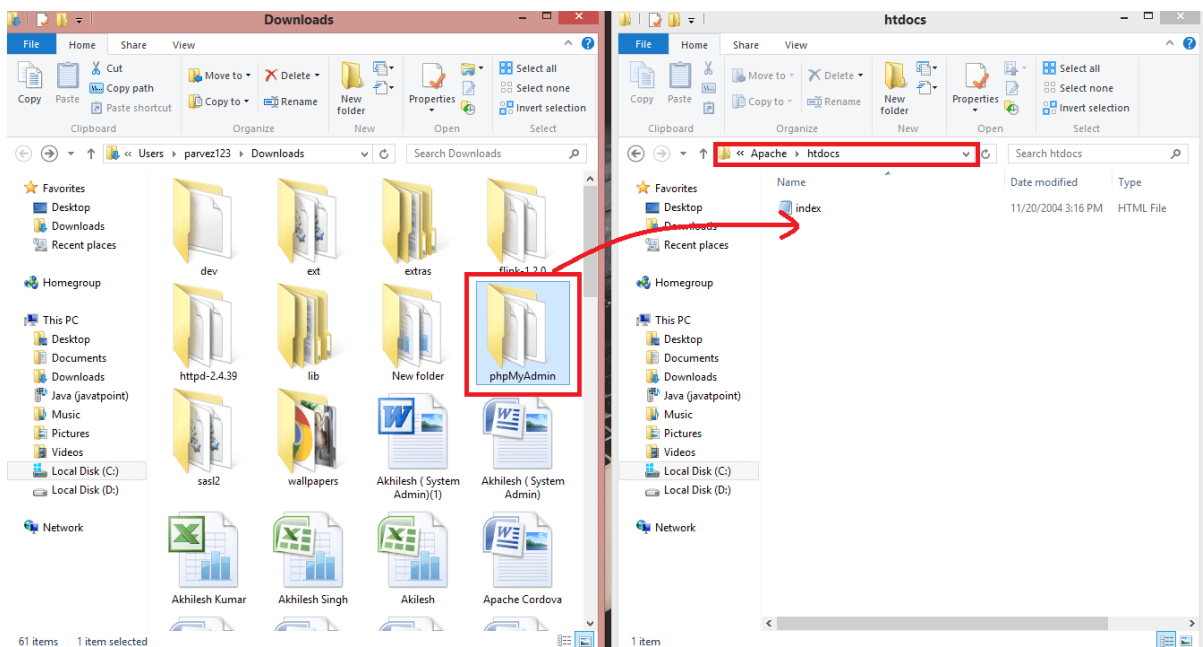 Downloads
File Home Share View
Copy
Paste
Cut
Copy path
Paste shortcut
Clipboard
Move to
Copy to
Delete
Rename
Organize
New
folder
New
Properties
Open
Select all
Select none
Invert selection
Select
« Users Downloads parvez123
Search Downloads
Favorites
Desktop
Downloads
Recent places
Homegroup
This PC
Desktop
Documents
Downloads
Java (javatpoint)
Music
Pictures
Videos
Local Disk (C:)
Local Disk (D:)
Network
dev ext extras flink-1.2.0
httpd-2.4.39 lib New folder phpMyAdmin
sasl2 wallpapers
Akhilesh ( System
Admin)(1)
Akhilesh ( System
Admin)
Akhilesh Kumar Akhilesh Singh Akilesh Apache Cordova
61 items 1 item selected
htdocs
File Home Share View
Copy
Paste
Clipboard
Move to
Copy to
Delete
Rename
Organize
New
folder
New
Properties
Open
Select all
Select none
Invert selection
Select
« Apache htdocs
Search htdocs
Favorites
Desktop
Downloads
Recent places
Homegroup
This PC
Desktop
Documents
Downloads
Java (javatpoint)
Music
Pictures
Videos
Local Disk (C:)
Local Disk (D:)
Network
Name Date modified Type
index 11/20/2004 3:16 PM HTML File
1 item